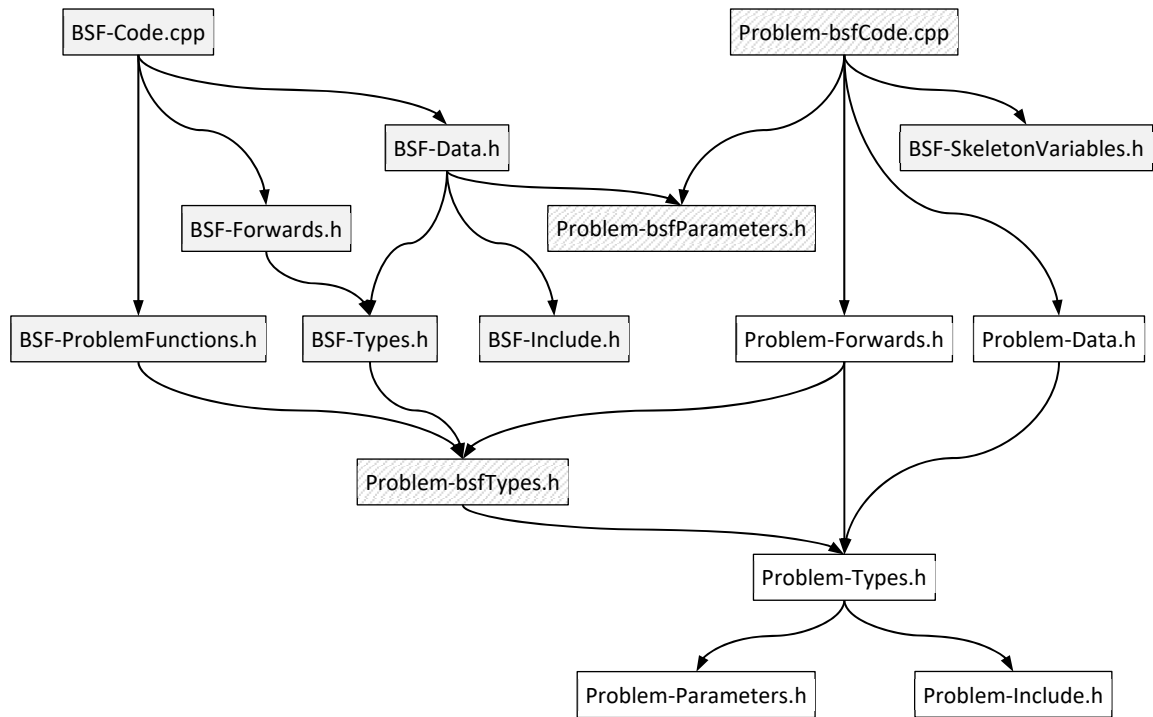 BSF-Code.cpp
Problem-bsfCode.cpp
BSF-Data.h
BSF-SkeletonVariables.h
BSF-Forwards.h
Problem-bsfParameters.h
BSF-ProblemFunctions.h
BSF-Types.h
BSF-Include.h
Problem-Forwards.h
Problem-Data.h
Problem-bsfTypes.h
Problem-Types.h
Problem-Parameters.h
Problem-Include.h